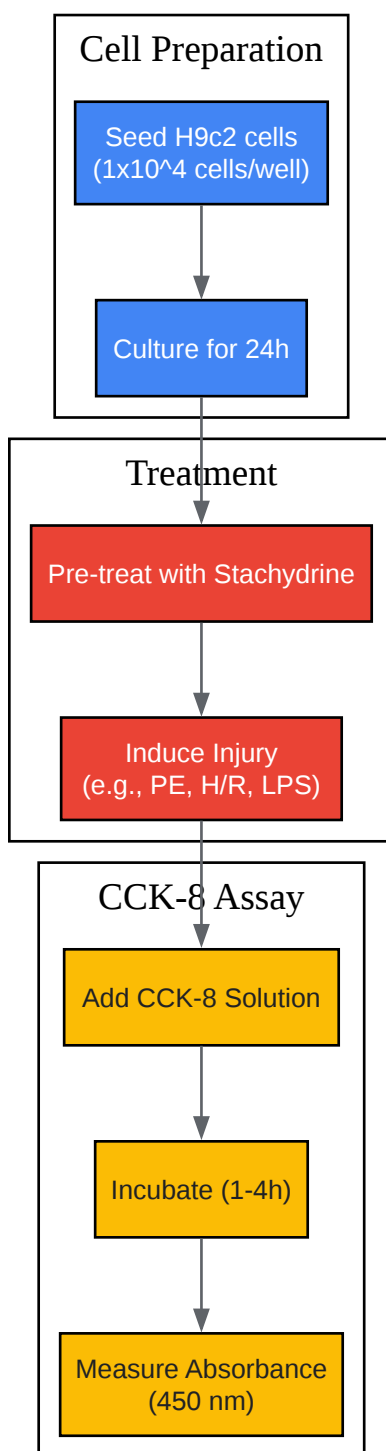 Cell Preparation
Seed H9c2 cells
(1x10^4 cells/well)
Culture for 24h
Treatment
Pre-treat with Stachydrine
Induce Injury
(e.g., PE, H/R, LPS)
CCK-8 Assay
Add CCK-8 Solution
Incubate (1-4h)
Measure Absorbance
(450 nm)